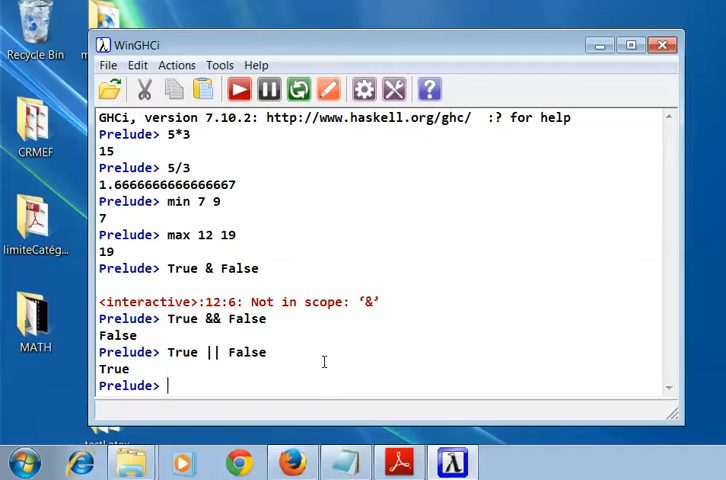 Recycle Bin
CRMEF
limiteCatég...
MATH
WinGHCi
File Edit Actions Tools Help
GHCi, version 7.10.2: http://www.haskell.org/ghc/ :? for help
Prelude> 5*3
15
Prelude> 5/3
1.6666666666666667
Prelude> min 7 9
7
Prelude> max 12 19
19
Prelude> True & False
<interactive>:12:6: Not in scope: ‘&’
Prelude> True && False
False
Prelude> True || False
True
Prelude>